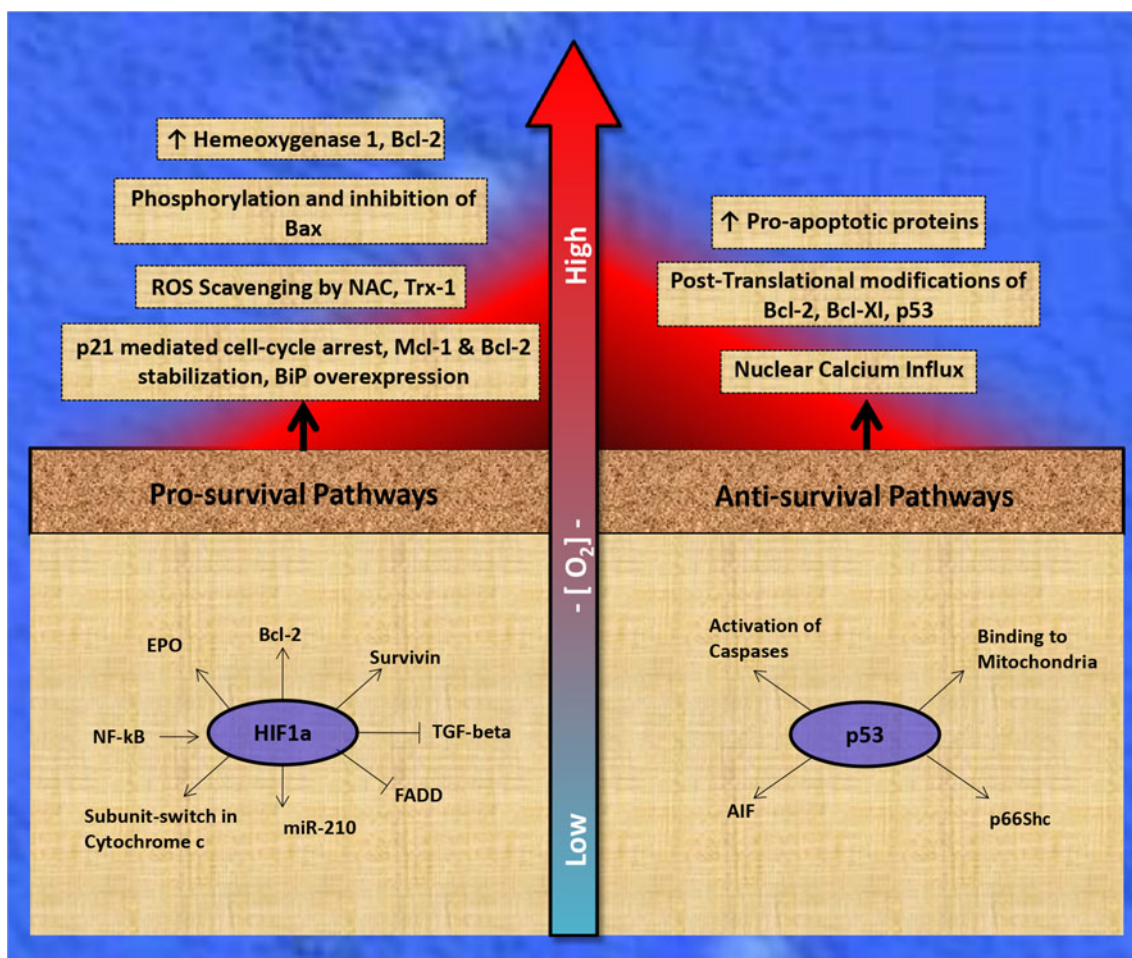 ↑ Hemeoxygenase 1, Bcl-2
Phosphorylation and inhibition of
Bax
ROS Scavenging by NAC, Trx-1
p21 mediated cell-cycle arrest, Mcl-1 & Bcl-2
stabilization, BiP overexpression
↑ Pro-apoptotic proteins
Post-Translational modifications of
Bcl-2, Bcl-Xl, p53
Nuclear Calcium Influx
High
- [ O₂] -
Low
Pro-survival Pathways
Anti-survival Pathways
EPO
Bcl-2
Survivin
NF-kB
HIF1a
TGF-beta
FADD
miR-210
Subunit-switch in
Cytochrome c
Activation of
Caspases
Binding to
Mitochondria
p53
AIF
p66Shc